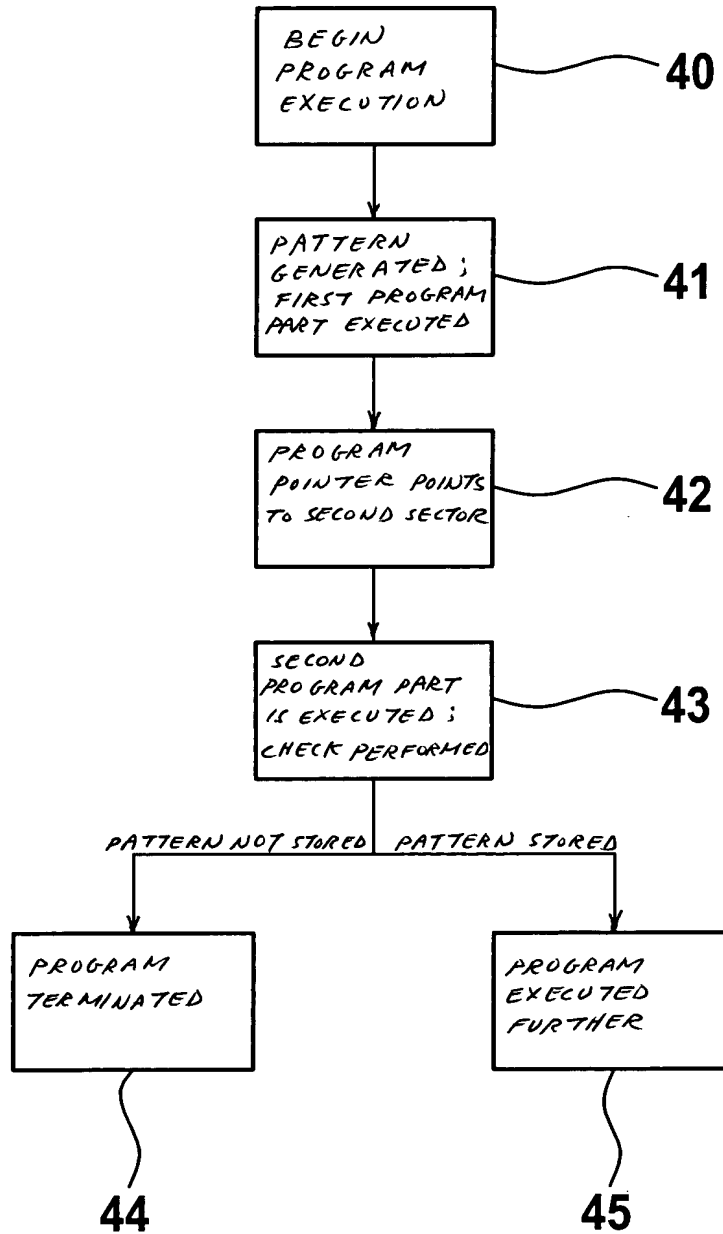 BEGIN
PROGRAM
EXECUTION
40
PATTERN
GENERATED;
FIRST PROGRAM
PART EXECUTED
41
PROGRAM
POINTER POINTS
TO SECOND SECTOR
42
SECOND
PROGRAM PART
IS EXECUTED;
CHECK PERFORMED
43
PATTERN NOT STORED
PATTERN STORED
PROGRAM
TERMINATED
PROGRAM
EXECUTED
FURTHER
44
45